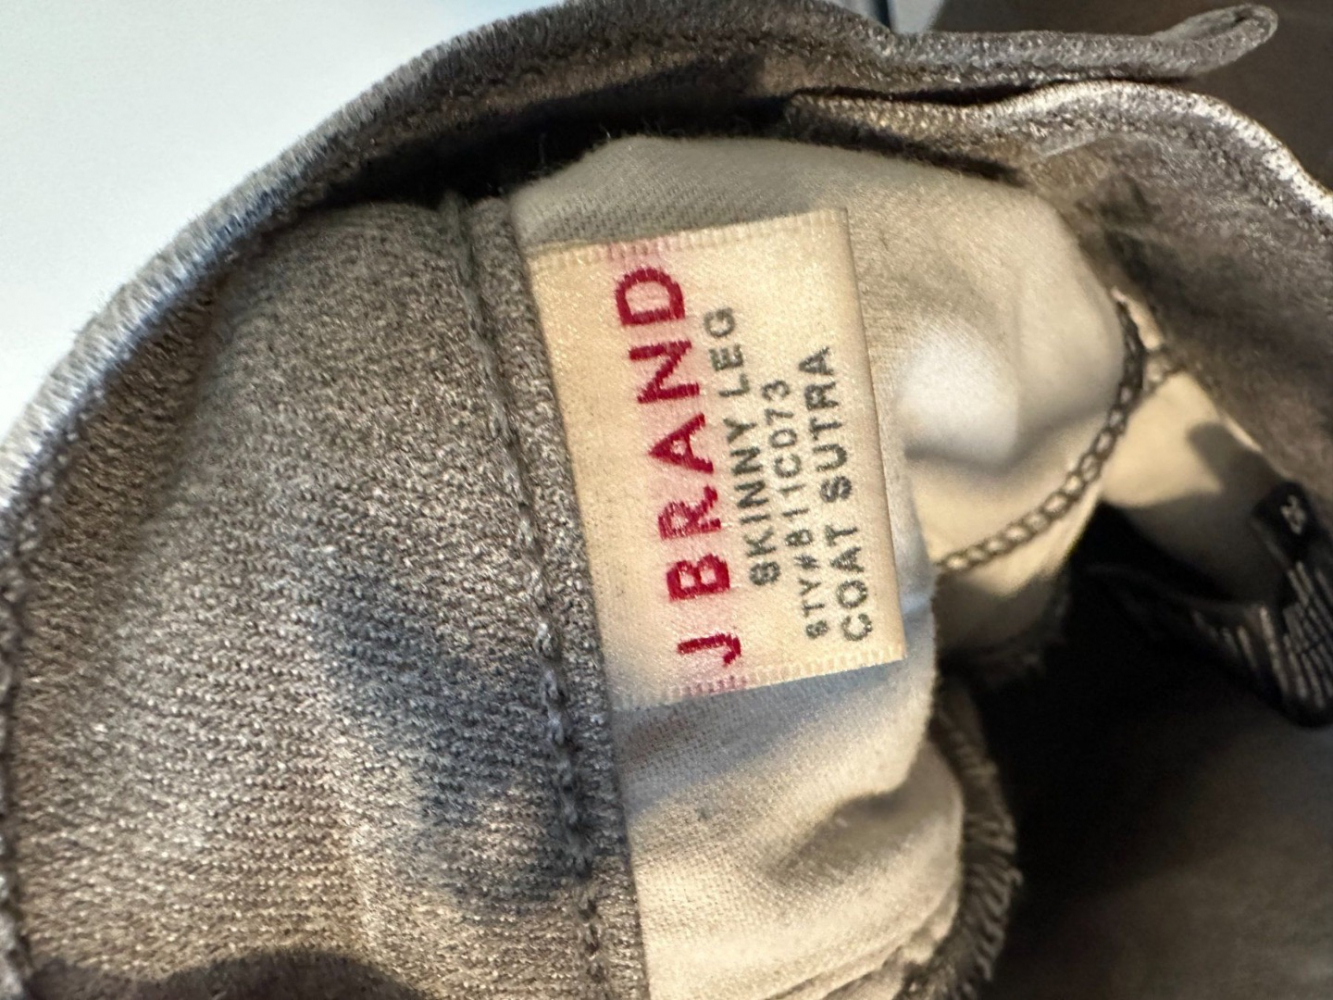 J BRAND
SKINNY LEG
STY#811C073
COAT SUTRA